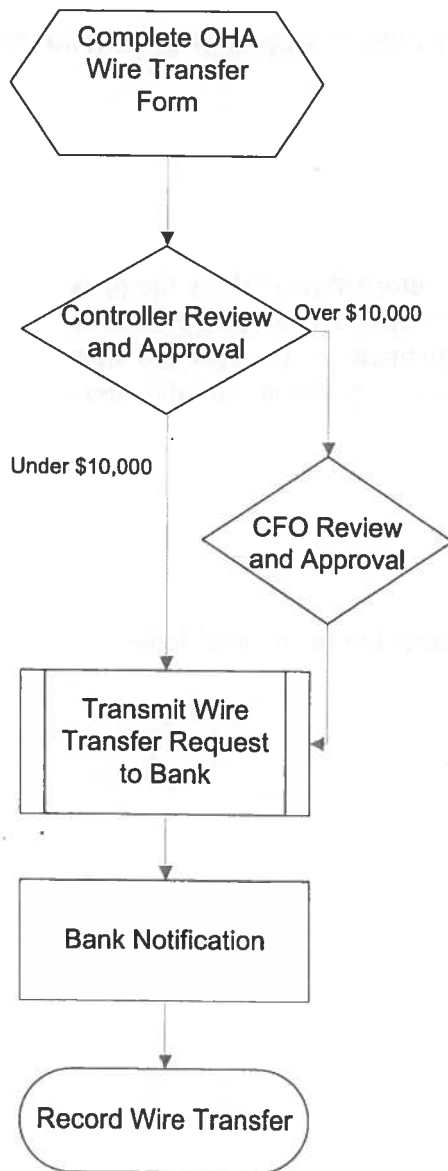 Complete OHA
Wire Transfer
Form
Controller Review
and Approval
Over $10,000
Under $10,000
CFO Review
and Approval
Transmit Wire
Transfer Request
to Bank
Bank Notification
Record Wire Transfer